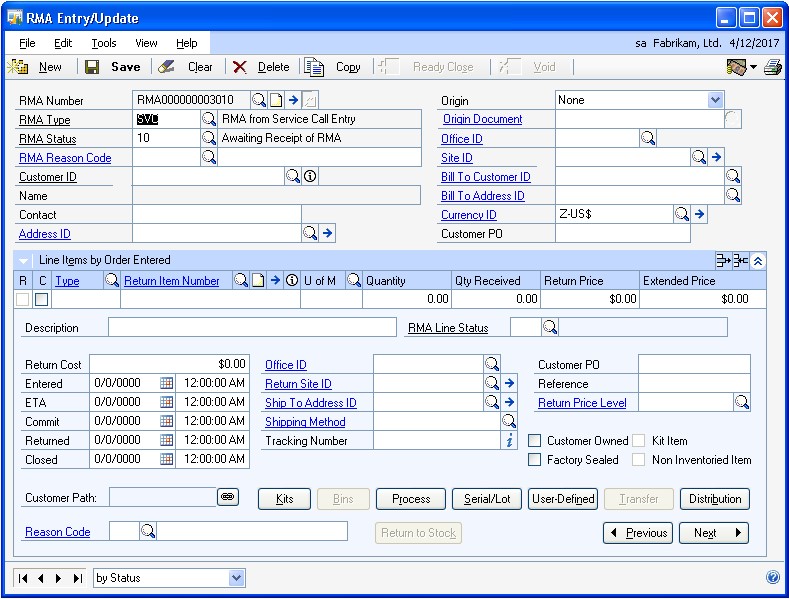 RMA Entry/Update
File Edit Tools View Help sa Fabrikam, Ltd. 4/12/2017
New Save Clear Delete Copy Ready Close Void
RMA Number RMA000000003010 Origin None
RMA Type SVC RMA from Service Call Entry Origin Document
RMA Status 10 Awaiting Receipt of RMA Office ID
RMA Reason Code Site ID
Customer ID Bill To Customer ID
Name Bill To Address ID
Contact Currency ID Z-US$
Address ID Customer PO
Line Items by Order Entered
R C Type Return Item Number U of M Quantity Qty Received Return Price Extended Price
0.00 0.00 $0.00 $0.00
Description RMA Line Status
Return Cost $0.00 Office ID Customer PO
Entered 0/0/0000 12:00:00 AM Return Site ID Reference
ETA 0/0/0000 12:00:00 AM Ship To Address ID Return Price Level
Commit 0/0/0000 12:00:00 AM Shipping Method
Returned 0/0/0000 12:00:00 AM Tracking Number Customer Owned Kit Item
Closed 0/0/0000 12:00:00 AM Factory Sealed Non Inventoried Item
Customer Path: Kits Bins Process Serial/Lot User-Defined Transfer Distribution
Reason Code Return to Stock Previous Next
by Status